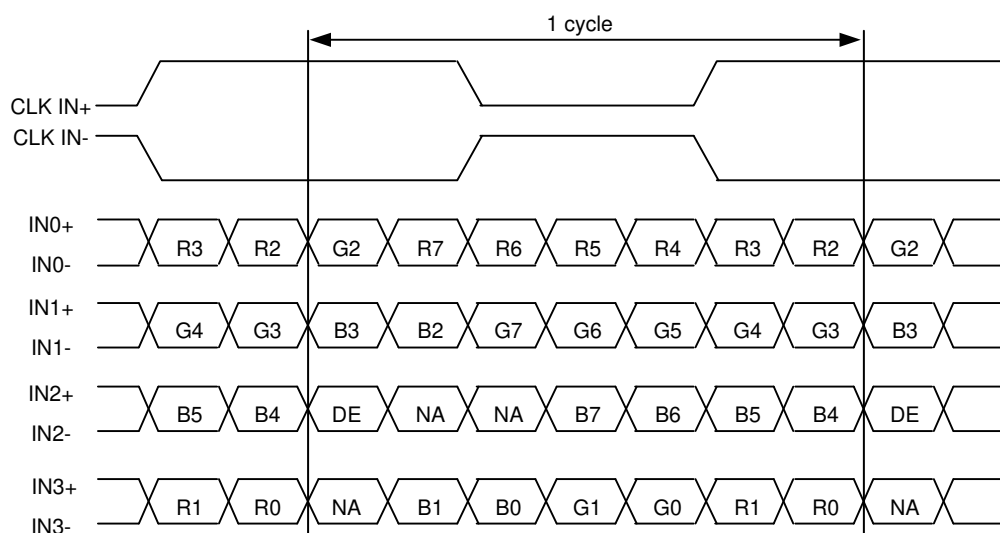 1 cycle
CLK IN+
CLK IN-
IN0+
R3 R2 G2 R7 R6 R5 R4 R3 R2 G2
IN0-
IN1+
G4 G3 B3 B2 G7 G6 G5 G4 G3 B3
IN1-
IN2+
B5 B4 DE NA NA B7 B6 B5 B4 DE
IN2-
IN3+
R1 R0 NA B1 B0 G1 G0 R1 R0 NA
IN3-